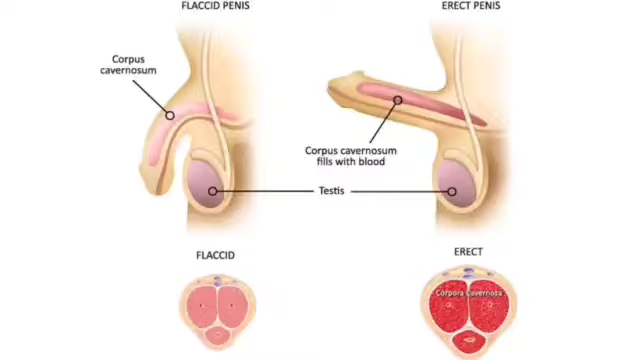 FLACCID PENIS
ERECT PENIS
Corpus
cavernosum
Corpus cavernosum
fills with blood
Testis
FLACCID
ERECT
Corpora Cavernosa